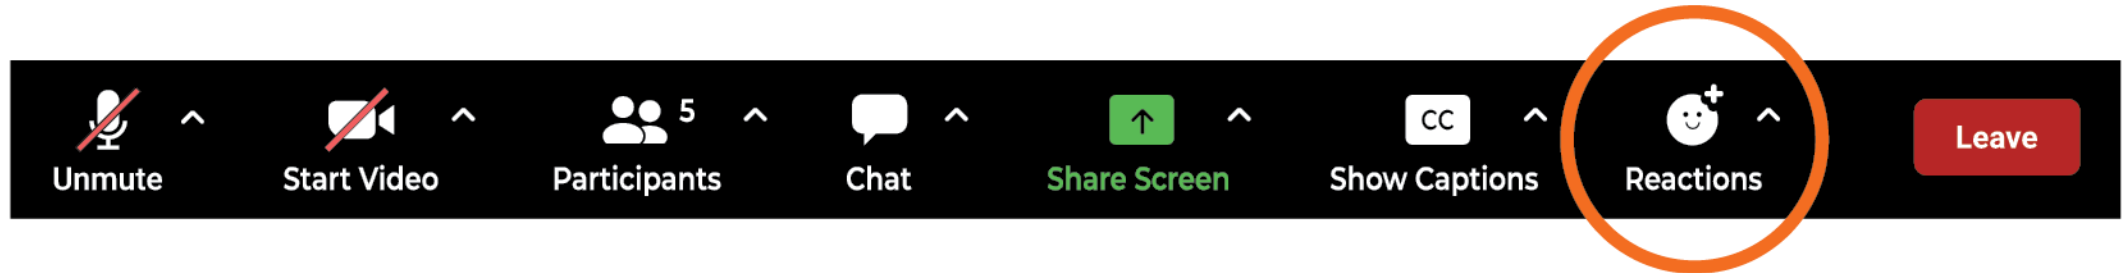 5
CC
Unmute
Start Video
Participants
Chat
Share Screen
Show Captions
Reactions
Leave